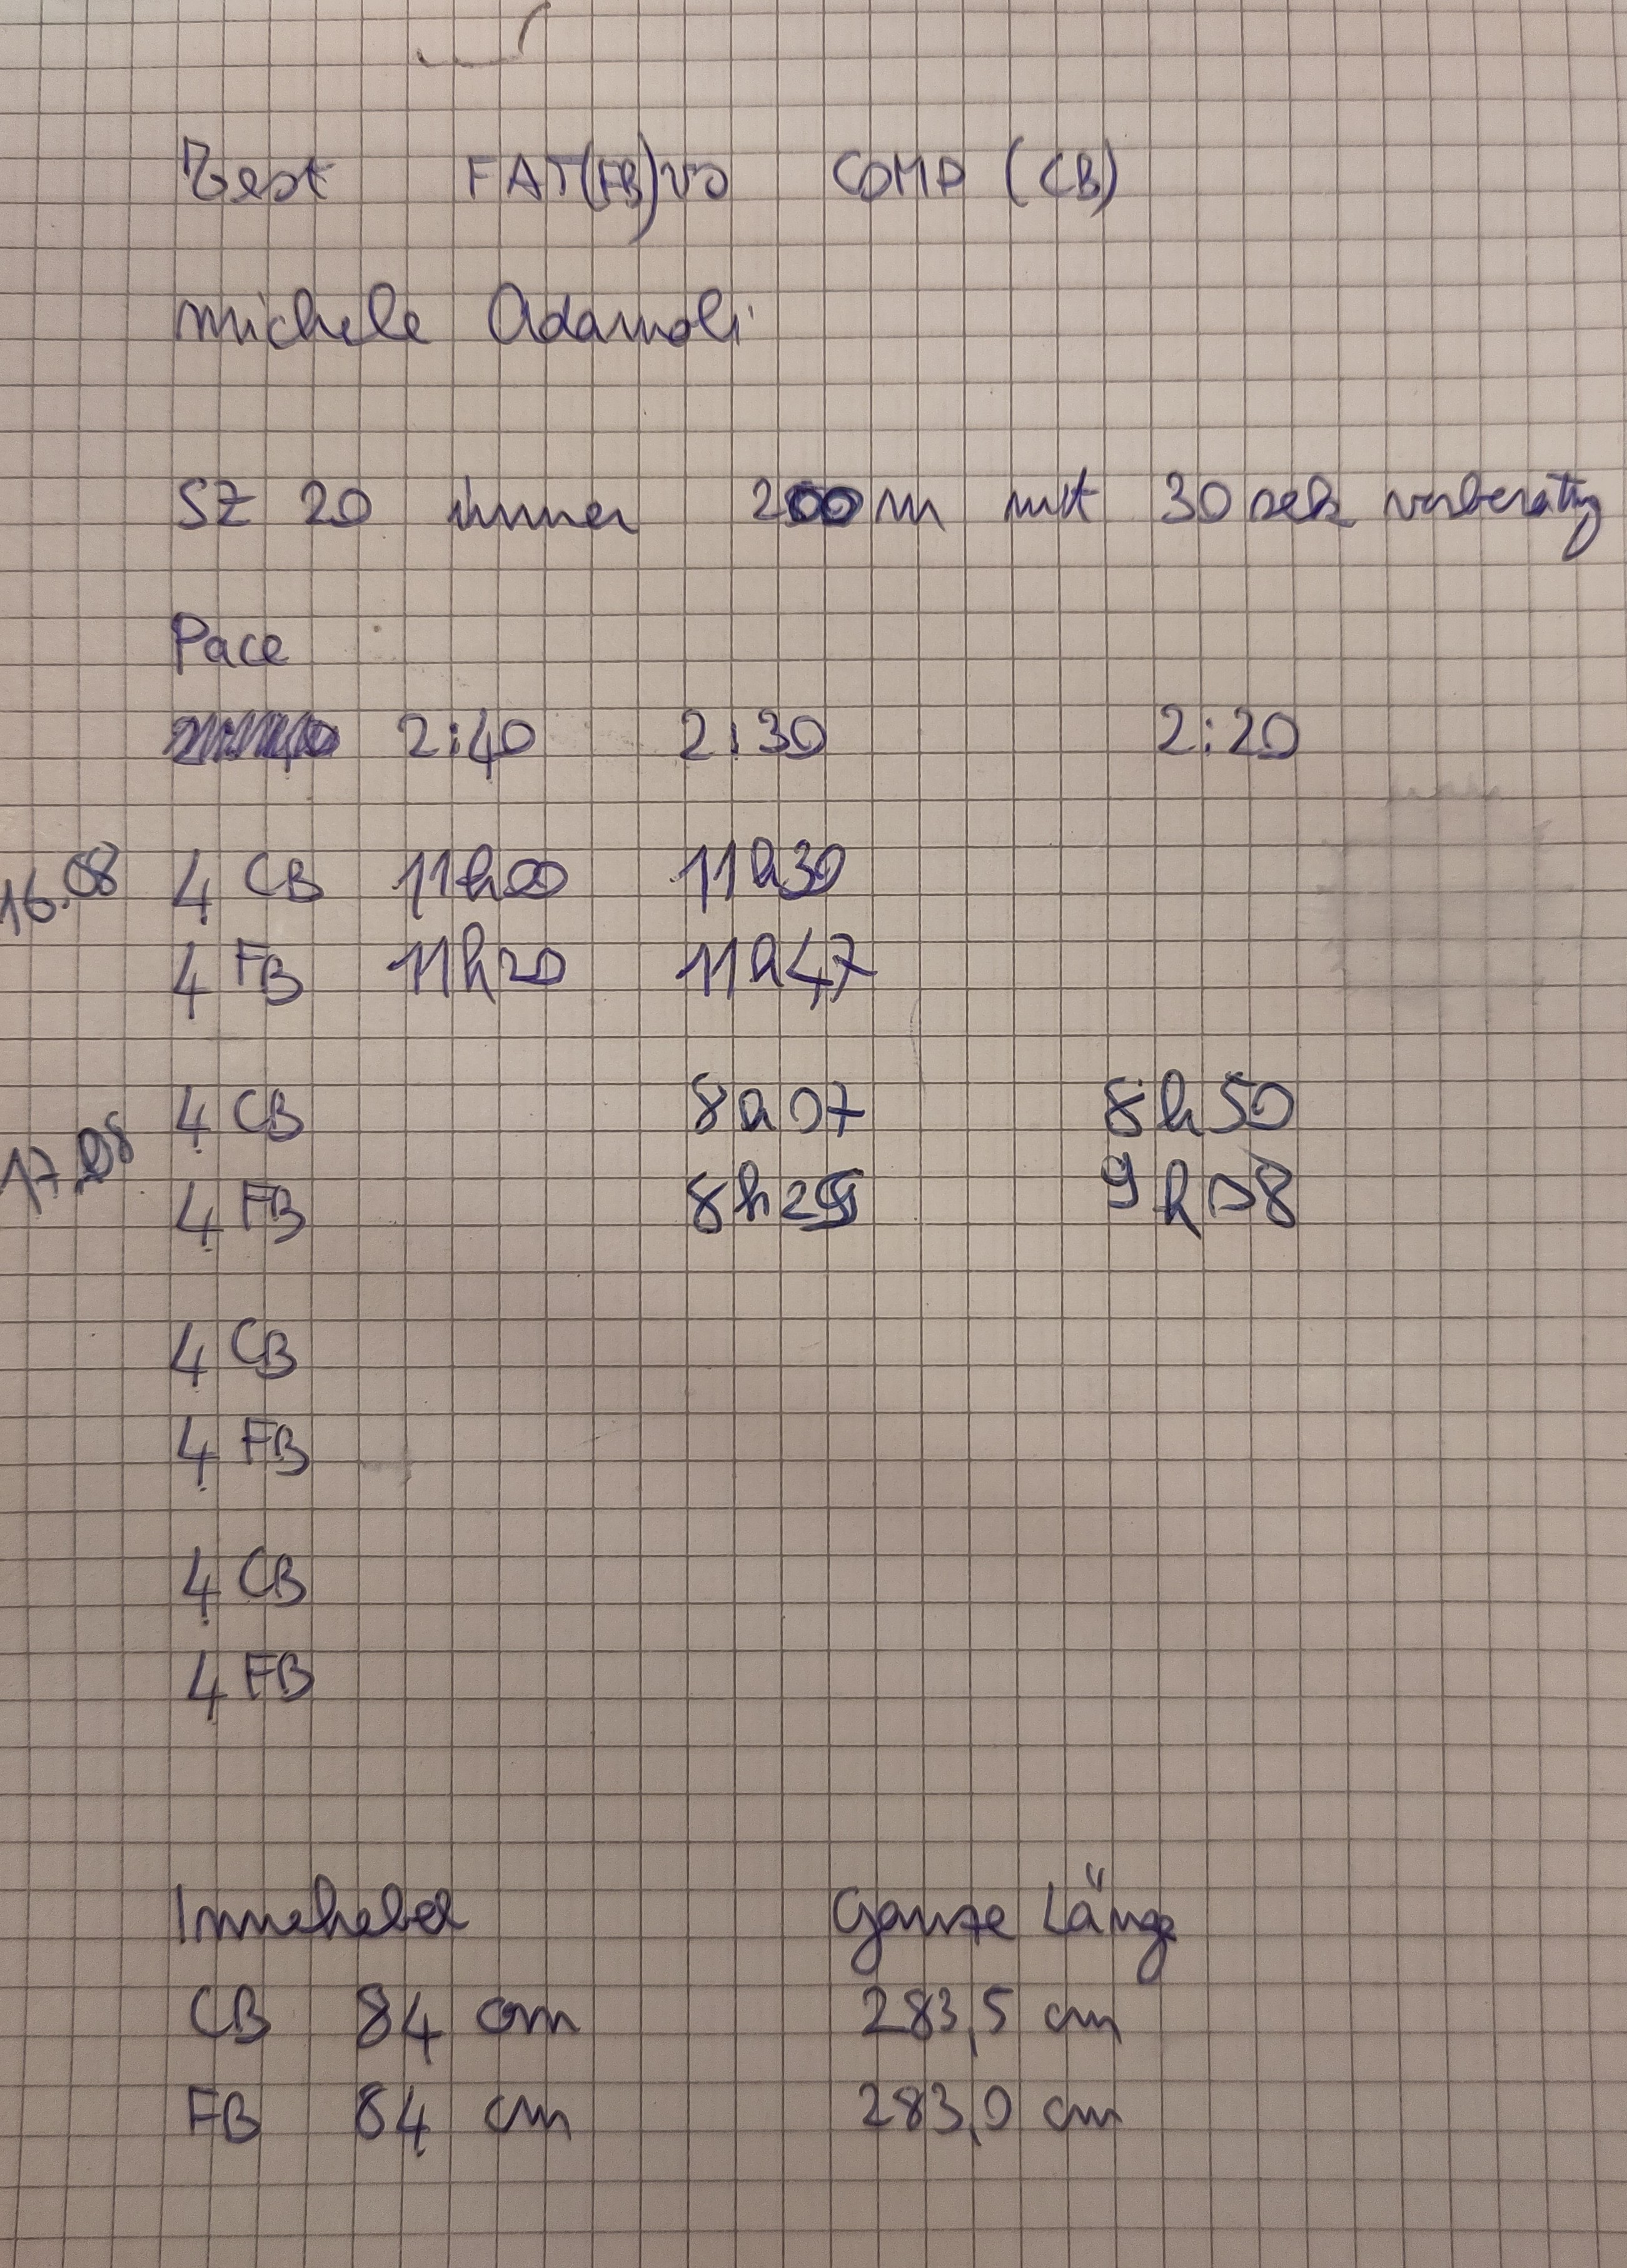 Test FAT(FB) vs COMP (CB)
Michele Adamoli
SZ 20 immer 200 m mit 30 sek
Pace
2:40 2:30 2:20
16.08 4 CB 11h00 11h30
4 FB 11h20 11h47
17.08 4 CB 8h07 8h50
4 FB 8h29 9h08
4 CB
4 FB
4 CB
4 FB
Innehebel Ganze Länge
CB 84 cm 283,5 cm
FB 84 cm 283,0 cm